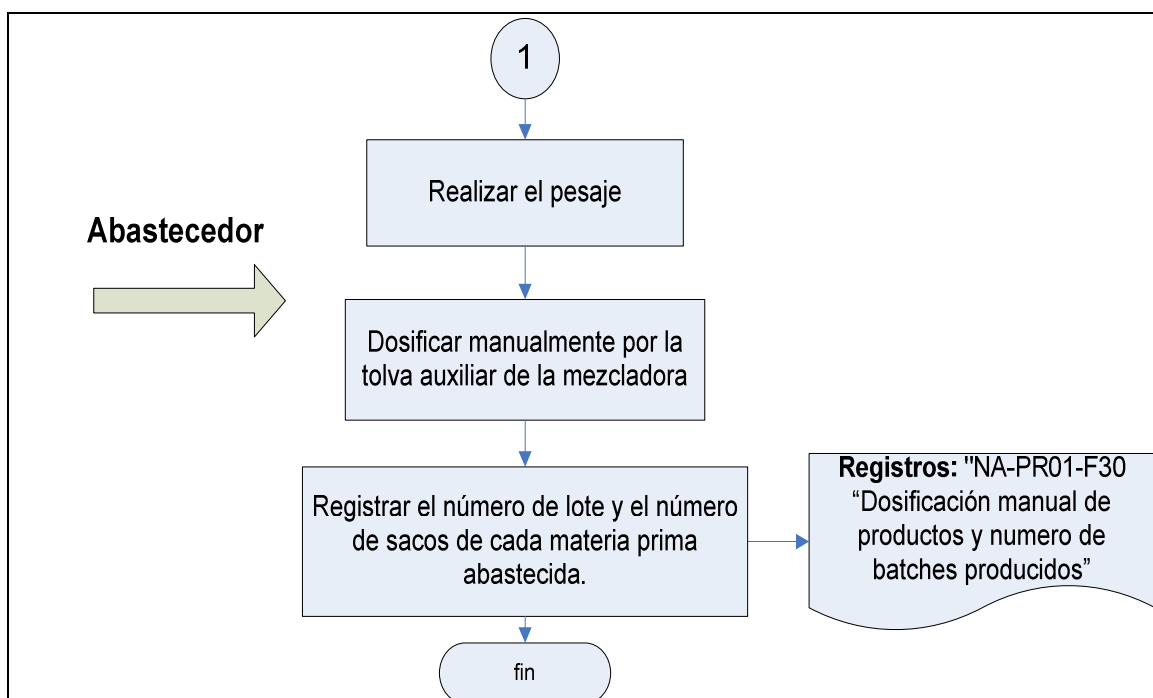 1
Realizar el pesaje
Abastecedor
Dosificar manualmente por la
tolva auxiliar de la mezcladora
Registrar el número de lote y el número
de sacos de cada materia prima
abastecida.
Registros: "NA-PR01-F30
“Dosificación manual de
productos y numero de
batches producidos”
fin